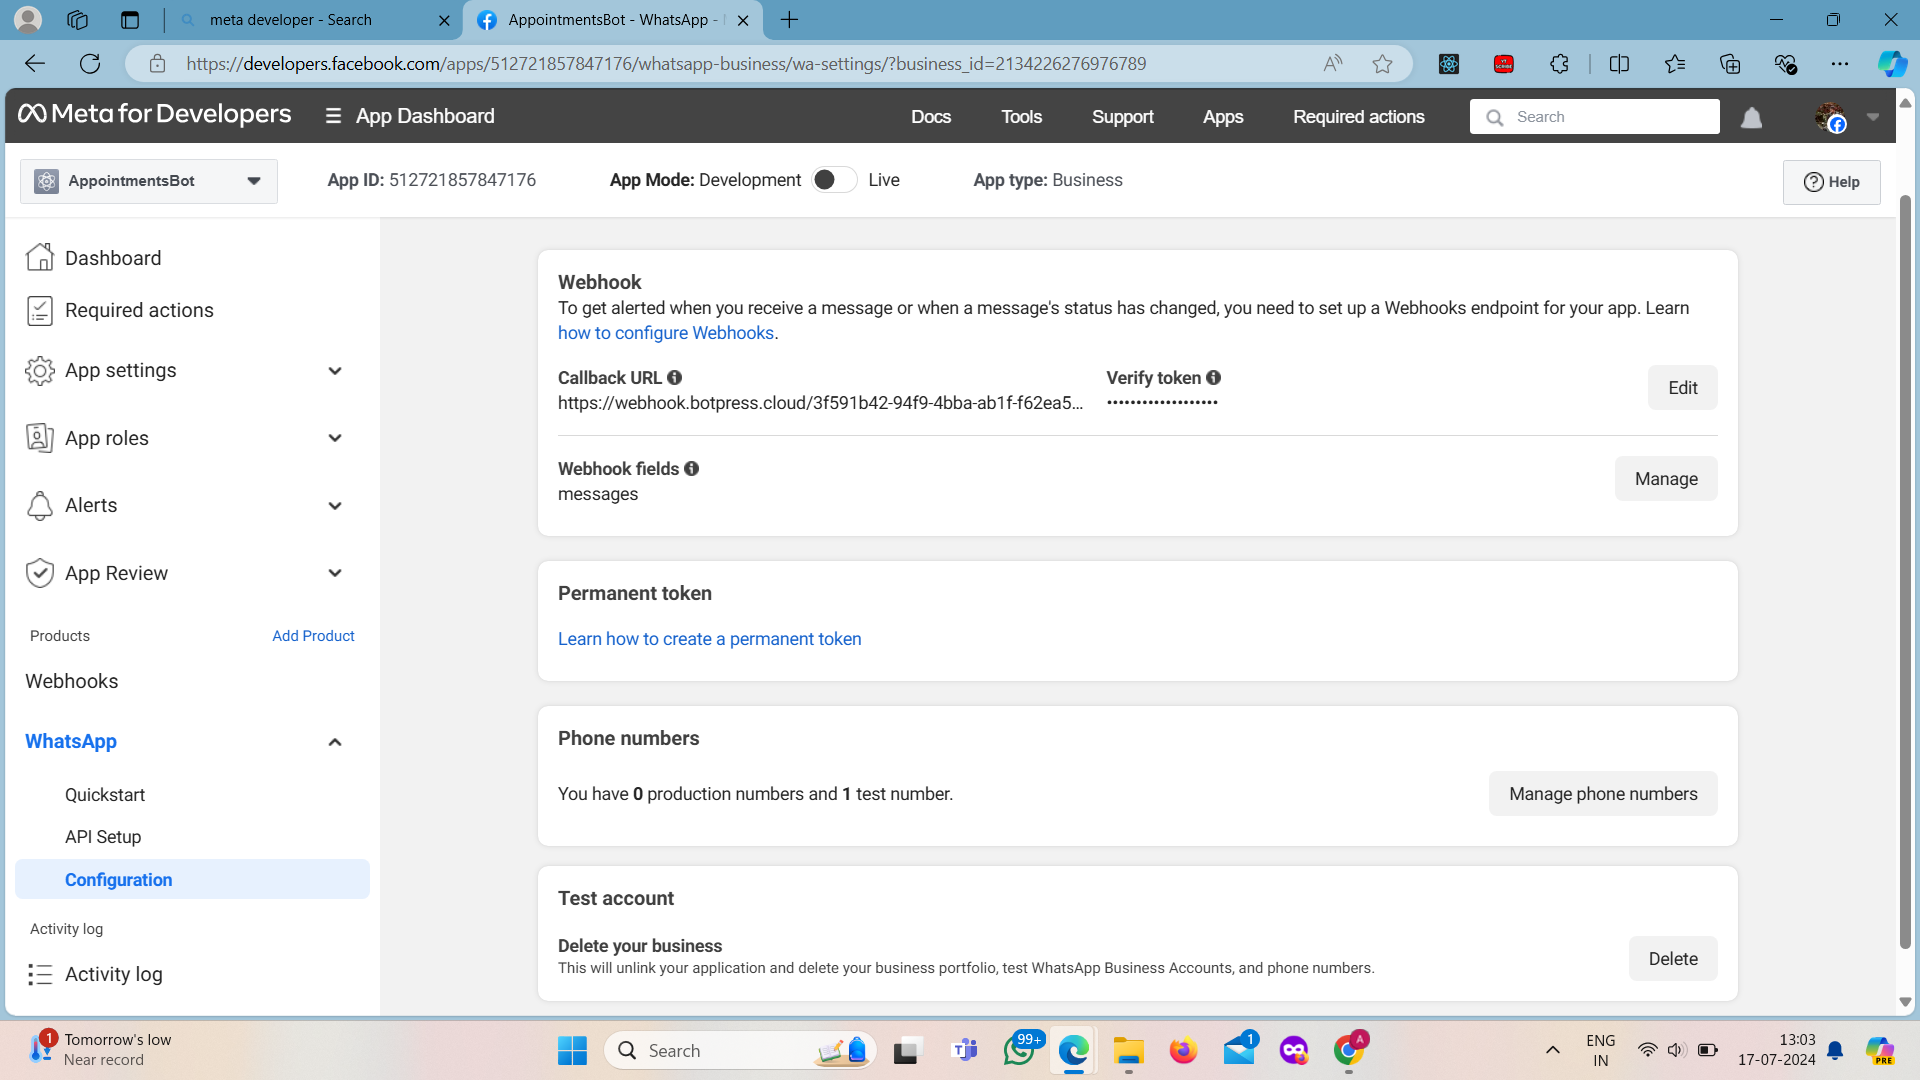 meta developer - Search
AppointmentsBot - WhatsApp -
https://developers.facebook.com/apps/512721857847176/whatsapp-business/wa-settings/?business_id=2134226276976789
Meta for Developers
App Dashboard
Docs
Tools
Support
Apps
Required actions
Search
AppointmentsBot
App ID: 512721857847176
App Mode: Development
Live
App type: Business
Help
Dashboard
Required actions
App settings
App roles
Alerts
App Review
Products
Add Product
Webhooks
WhatsApp
Quickstart
API Setup
Configuration
Activity log
Activity log
Webhook
To get alerted when you receive a message or when a message's status has changed, you need to set up a Webhooks endpoint for your app. Learn
how to configure Webhooks.
Callback URL
https://webhook.botpress.cloud/3f591b42-94f9-4bba-ab1f-f62ea5...
Verify token
•••••••••••••••••••
Edit
Webhook fields
messages
Manage
Permanent token
Learn how to create a permanent token
Phone numbers
You have 0 production numbers and 1 test number.
Manage phone numbers
Test account
Delete your business
This will unlink your application and delete your business portfolio, test WhatsApp Business Accounts, and phone numbers.
Delete
1
Tomorrow's low
Near record
Search
99+
1
A
ENG
IN
13:03
17-07-2024
PRE